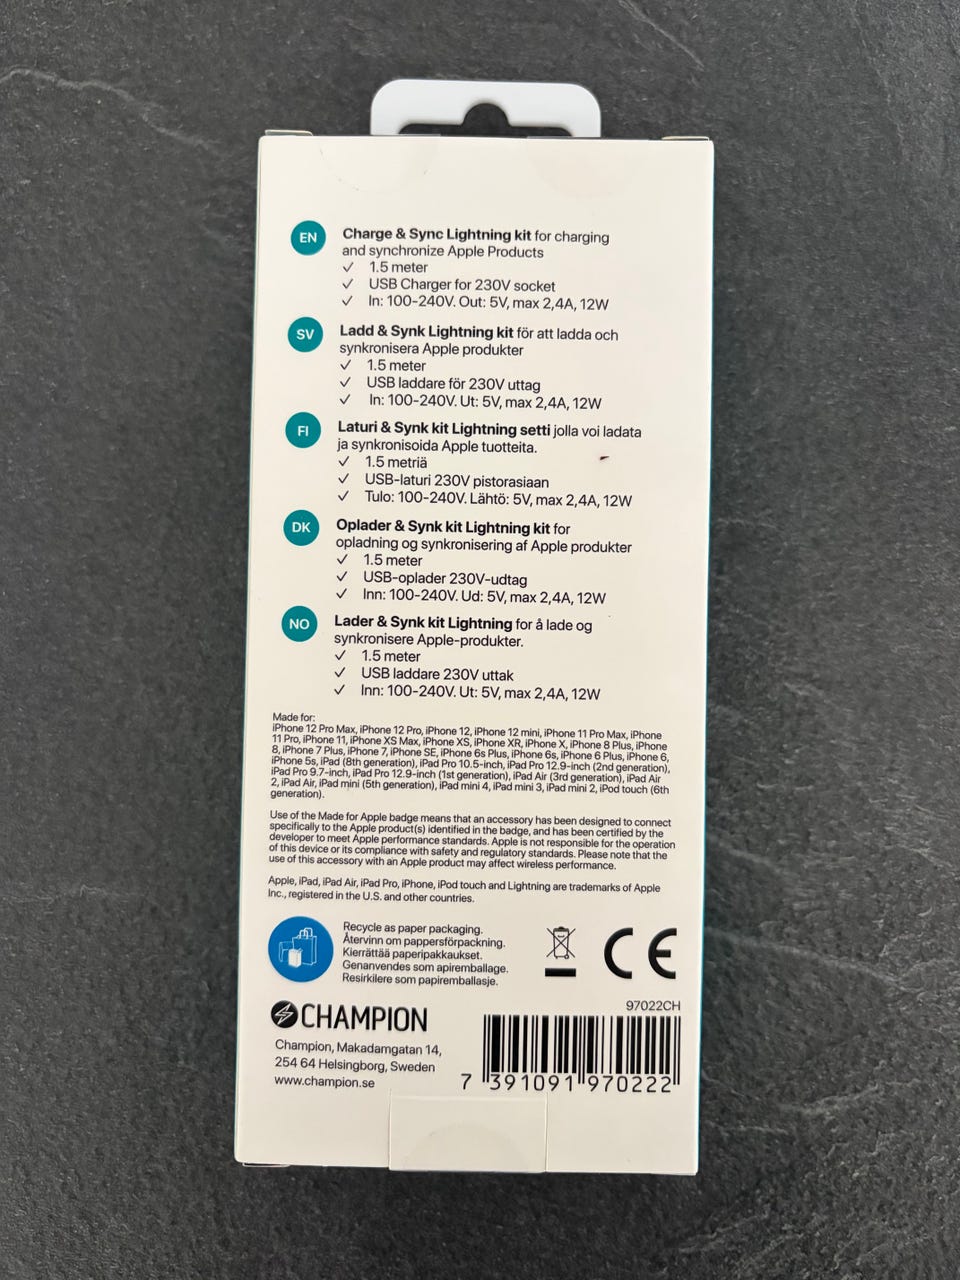 EN
Charge & Sync Lightning kit for charging
and synchronize Apple Products
✓ 1.5 meter
✓ USB Charger for 230V socket
✓ In: 100-240V. Out: 5V, max 2,4A, 12W
SV
Ladd & Synk Lightning kit för att ladda och
synkronisera Apple produkter
✓ 1.5 meter
✓ USB laddare för 230V uttag
✓ In: 100-240V. Ut: 5V, max 2,4A, 12W
FI
Laturi & Synk kit Lightning setti jolla voi ladata
ja synkronisoida Apple tuotteita.
✓ 1.5 metriä
✓ USB-laturi 230V pistorasiaan
✓ Tulo: 100-240V. Lähtö: 5V, max 2,4A, 12W
DK
Oplader & Synk kit Lightning kit for
opladning og synkronisering af Apple produkter
✓ 1.5 meter
✓ USB-oplader 230V-udtag
✓ Inn: 100-240V. Ud: 5V, max 2,4A, 12W
NO
Lader & Synk kit Lightning for å lade og
synkronisere Apple-produkter.
✓ 1.5 meter
✓ USB laddare 230V uttak
✓ Inn: 100-240V. Ut: 5V, max 2,4A, 12W
Made for:
iPhone 12 Pro Max, iPhone 12 Pro, iPhone 12, iPhone 12 mini, iPhone 11 Pro Max, iPhone
11 Pro, iPhone 11, iPhone XS Max, iPhone XS, iPhone XR, iPhone X, iPhone 8 Plus, iPhone
8, iPhone 7 Plus, iPhone 7, iPhone SE, iPhone 6s Plus, iPhone 6s, iPhone 6 Plus, iPhone 6,
iPhone 5s, iPad (8th generation), iPad Pro 10.5-inch, iPad Pro 12.9-inch (2nd generation),
iPad Pro 9.7-inch, iPad Pro 12.9-inch (1st generation), iPad Air (3rd generation), iPad Air
2, iPad Air, iPad mini (5th generation), iPad mini 4, iPad mini 3, iPad mini 2, iPod touch (6th
generation).
Use of the Made for Apple badge means that an accessory has been designed to connect
specifically to the Apple product(s) identified in the badge, and has been certified by the
developer to meet Apple performance standards. Apple is not responsible for the operation
of this device or its compliance with safety and regulatory standards. Please note that the
use of this accessory with an Apple product may affect wireless performance.
Apple, iPad, iPad Air, iPad Pro, iPhone, iPod touch and Lightning are trademarks of Apple
Inc., registered in the U.S. and other countries.
Recycle as paper packaging.
Återvinn om pappersförpackning.
Kierrättää paperipakkaukset.
Genanvendes som apiremballage.
Resirkilere som papiremballasje.
CE
97022CH
CHAMPION
Champion, Makadamgatan 14,
254 64 Helsingborg, Sweden
www.champion.se
7 391091 970222